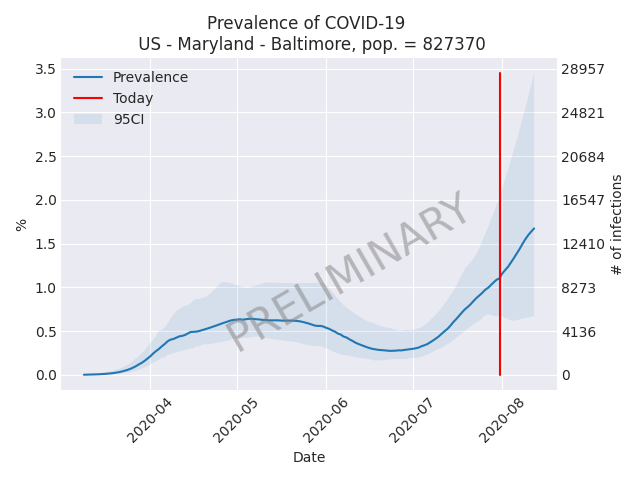 Prevalence of COVID-19
US - Maryland - Baltimore, pop. = 827370
Prevalence
Today
95CI
3.5
3.0
2.5
2.0
1.5
1.0
0.5
0.0
%
28957
24821
20684
16547
12410
8273
4136
0
# of infections
PRELIMINARY
2020-04
2020-05
2020-06
2020-07
2020-08
Date